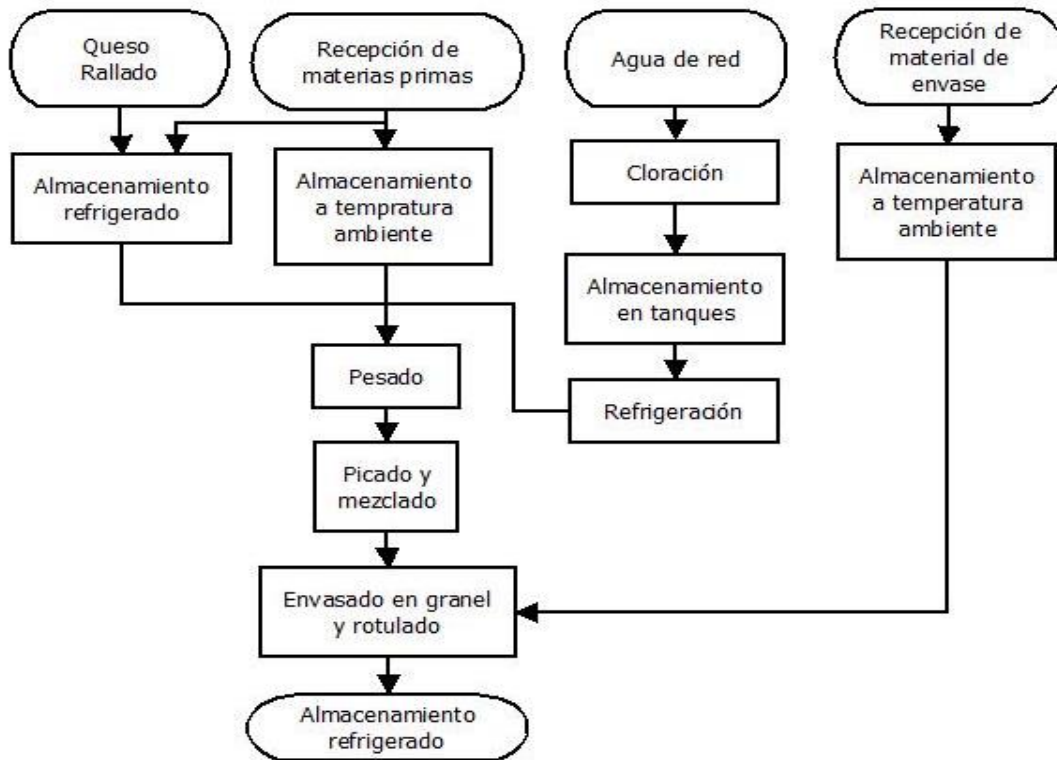 Queso
Rallado
Recepción de
materias primas
Agua de red
Recepción de
material de
envase
Almacenamiento
refrigerado
Almacenamiento
a tempratura
ambiente
Cloración
Almacenamiento
a temperatura
ambiente
Almacenamiento
en tanques
Pesado
Refrigeración
Picado y
mezclado
Envasado en granel
y rotulado
Almacenamiento
refrigerado